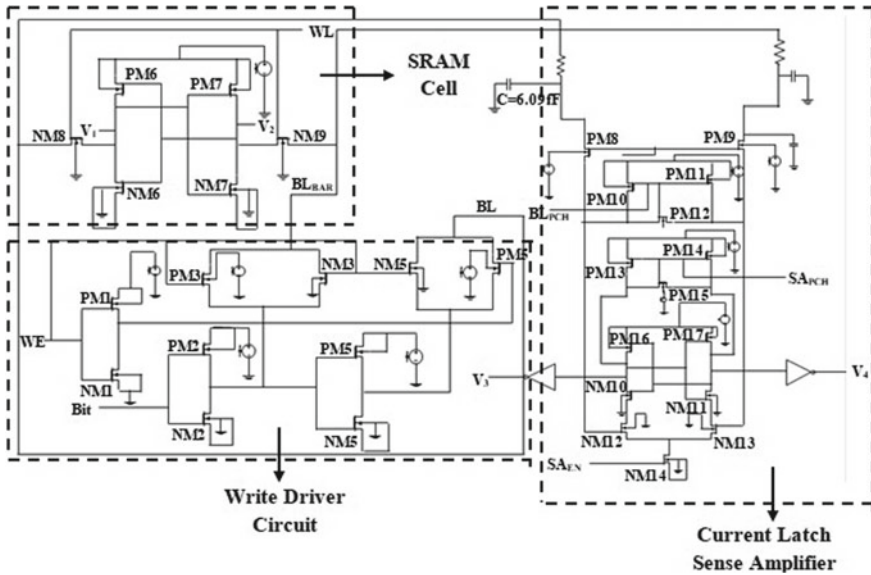 WL
SRAM
Cell
PM6
PM7
NM8
V1
V2
NM9
NM6
NM7
BLBAR
BL
C=6.09fF
PM8
PM9
PM11
PM10
BLPCH
PM12
PM14
PM13
SAPCH
PM15
PM17
PM16
V3
NM10
V4
NM11
NM12
NM13
SAEN
NM14
PM3
NM3
NM5
PM5
PM1
WE
PM2
PM5
NM1
Bit
NM2
NM5
Write Driver
Circuit
Current Latch
Sense Amplifier